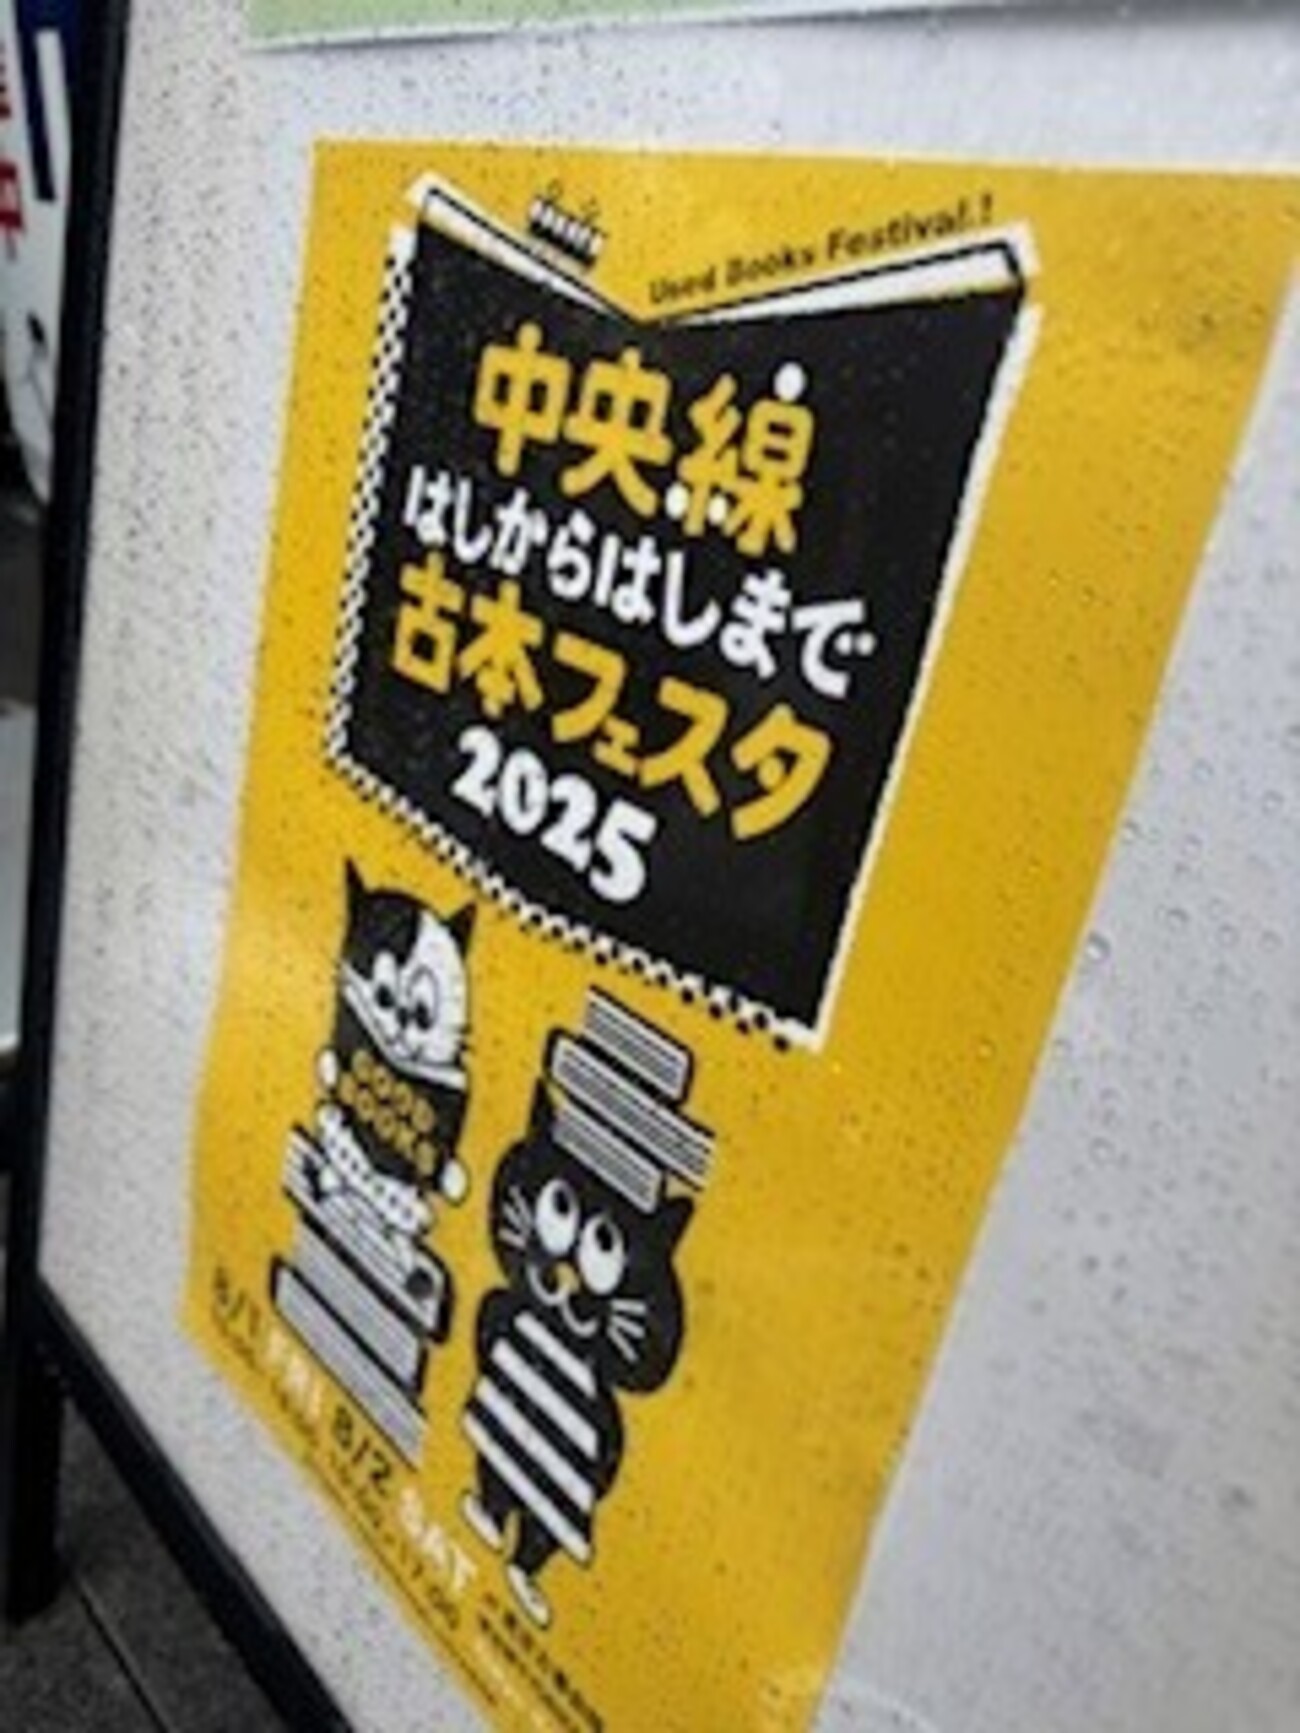 Used Books Festival!
中央線
はしからはしまで
古本フェスタ
2025
GOOD
BOOKS
8/1 FRI 8/2 SAT